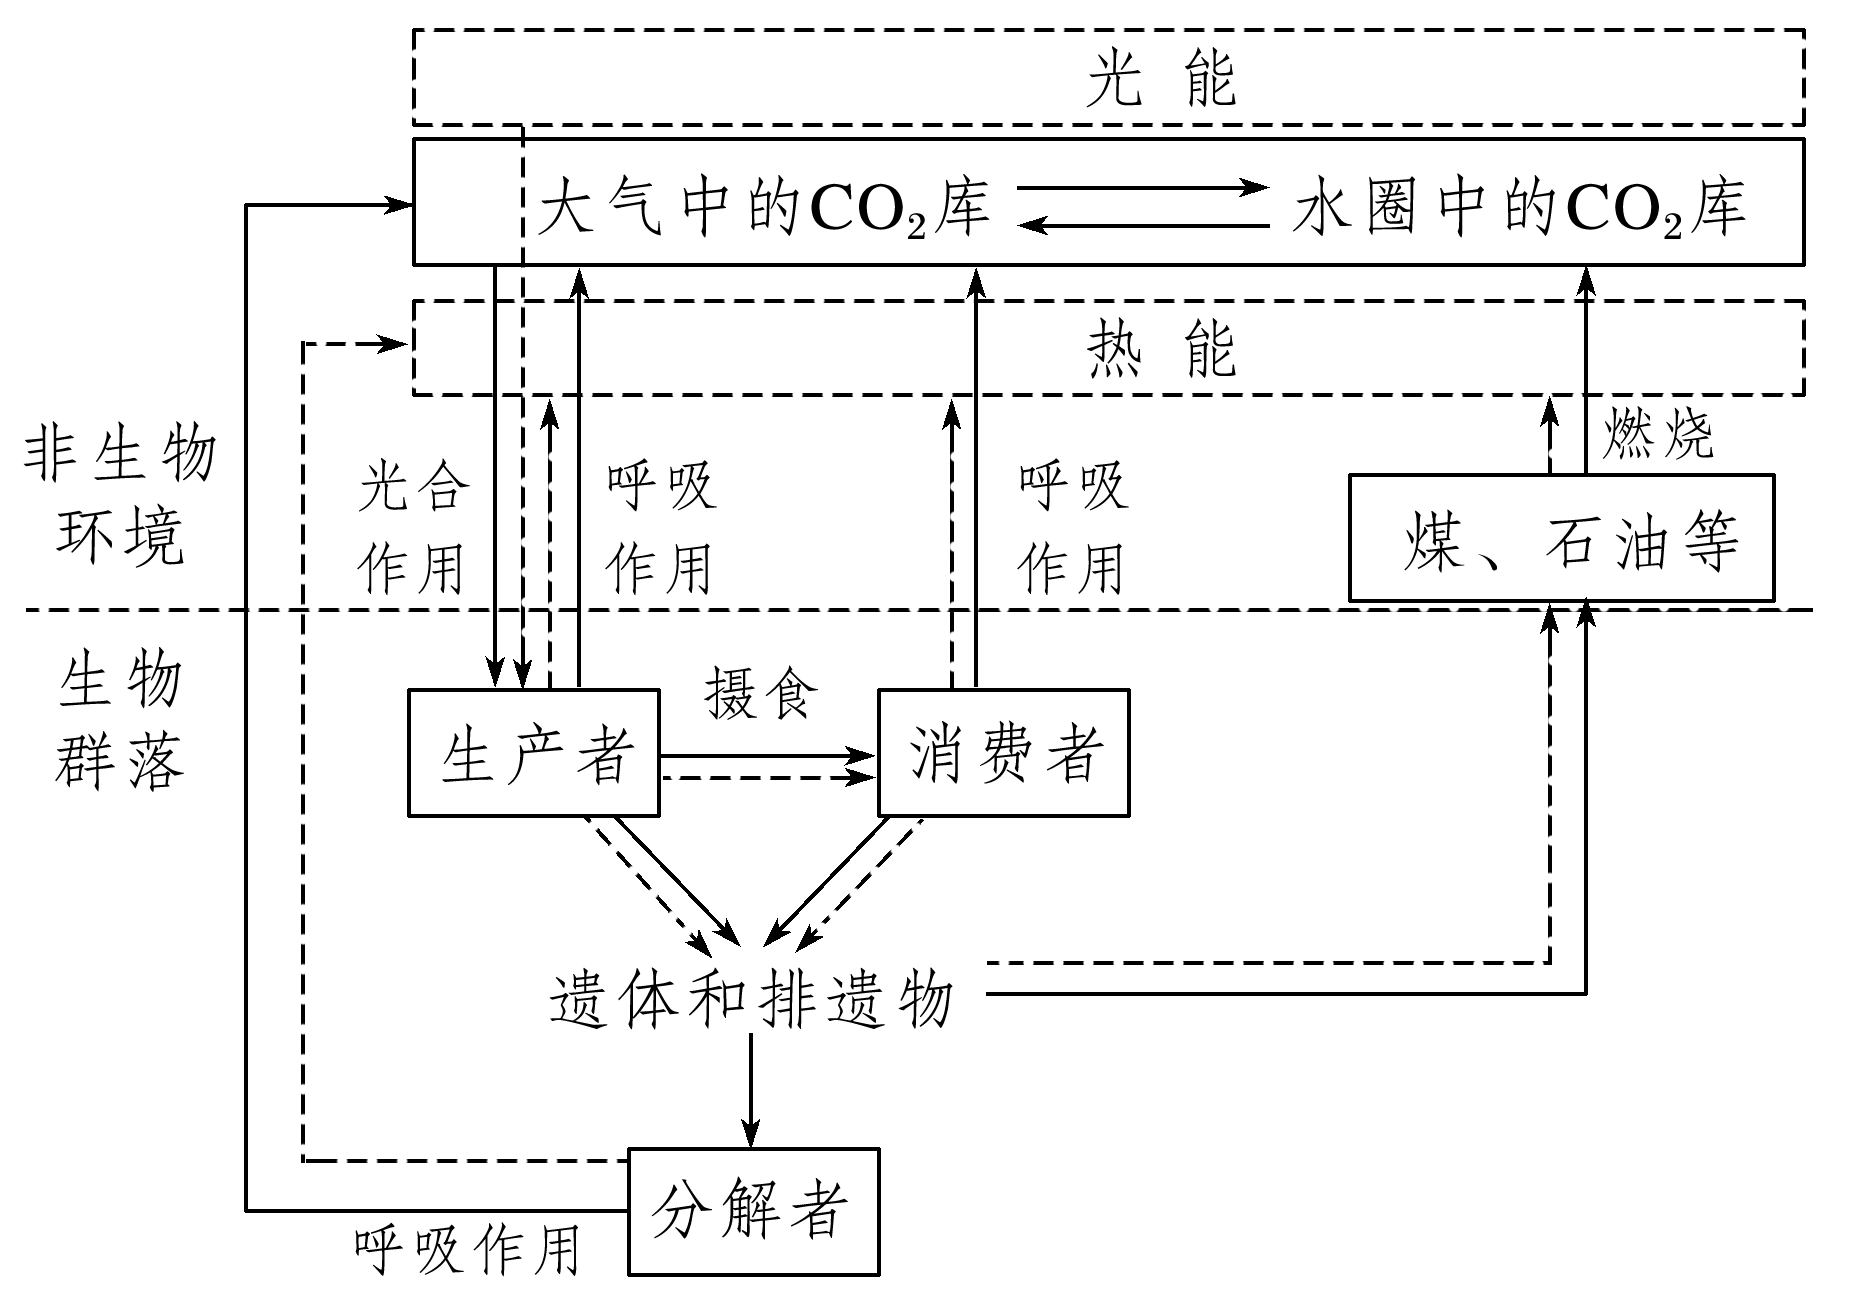 光能
大气中的CO₂库
水圈中的CO₂库
热能
非生物
环境
光合
作用
呼吸
作用
呼吸
作用
燃烧
煤、石油等
生物
群落
摄食
生产者
消费者
遗体和排遗物
分解者
呼吸作用